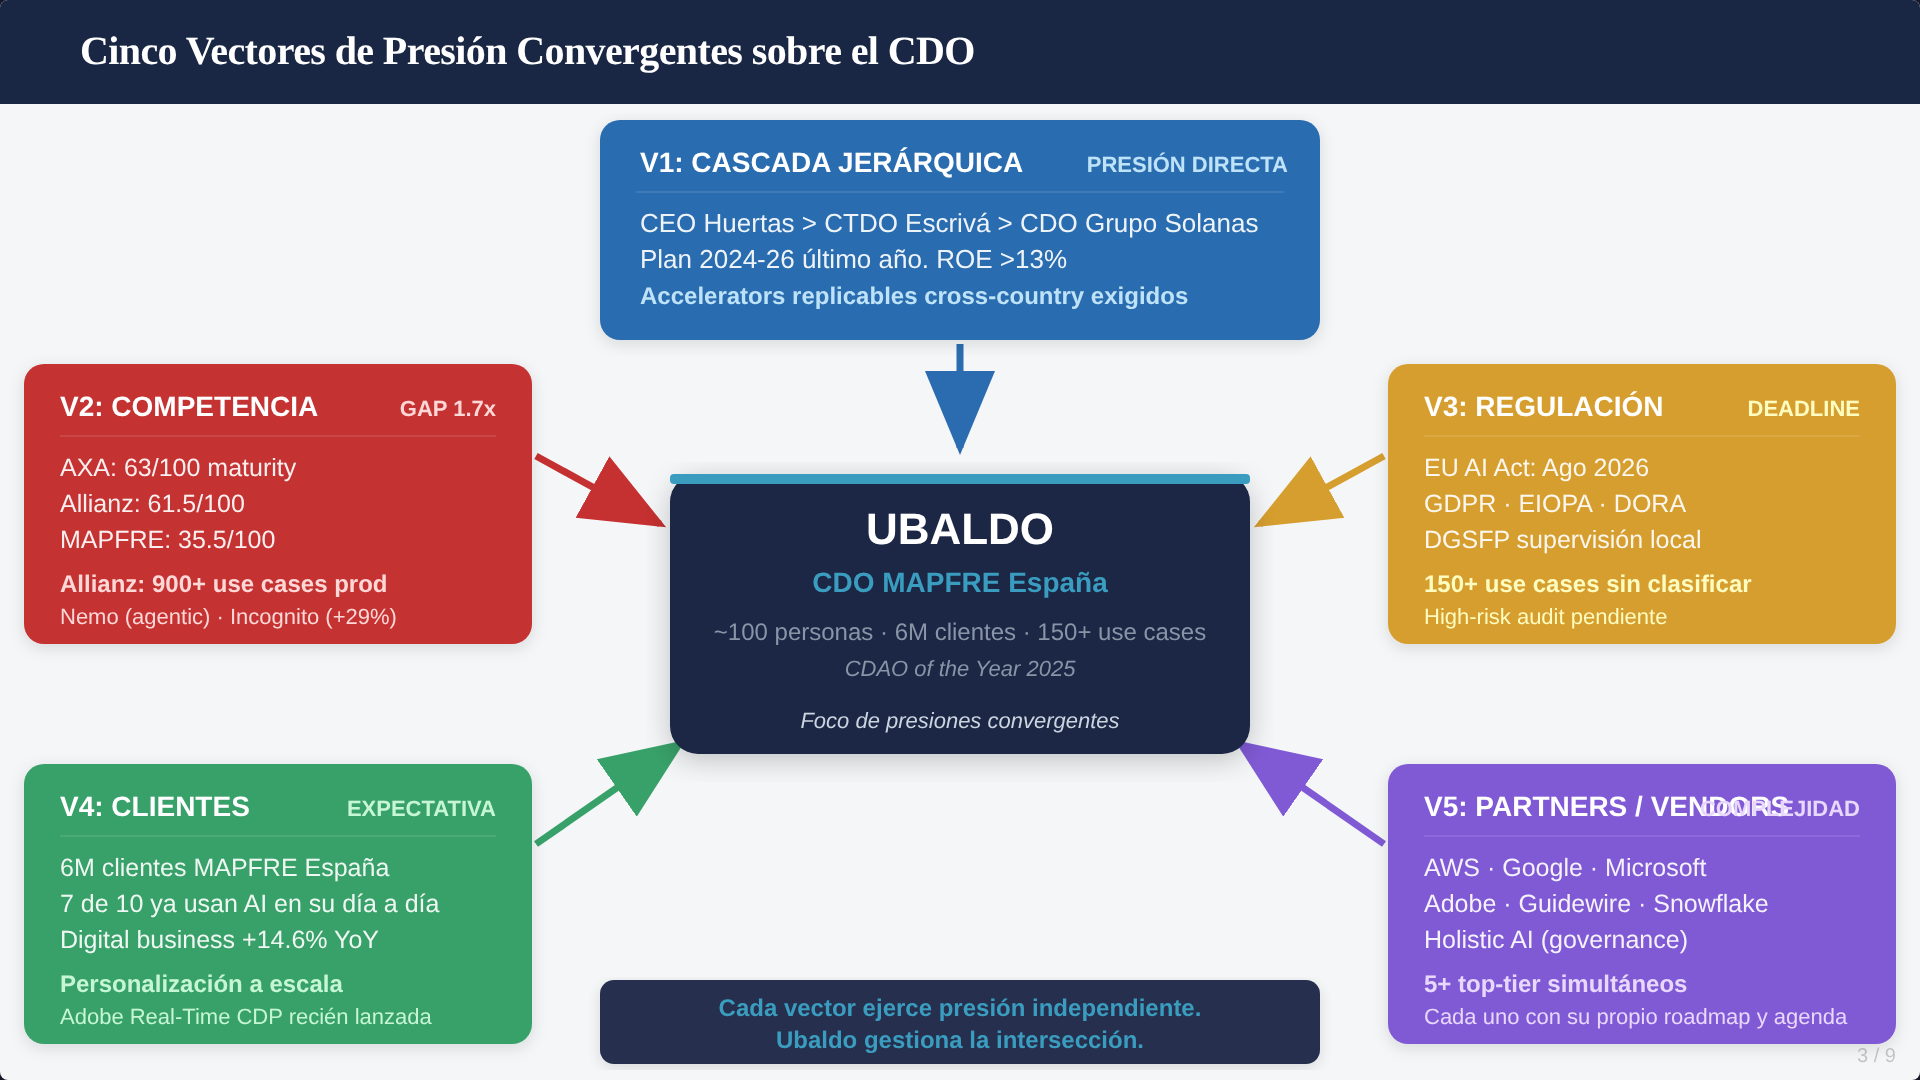 Cinco Vectores de Presión Convergentes sobre el CDO
V1: CASCADA JERÁRQUICA
PRESIÓN DIRECTA
CEO Huertas > CTDO Escrivá > CDO Grupo Solanas
Plan 2024-26 último año. ROE >13%
Accelerators replicables cross-country exigidos
V2: COMPETENCIA
GAP 1.7x
AXA: 63/100 maturity
Allianz: 61.5/100
MAPFRE: 35.5/100
Allianz: 900+ use cases prod
Nemo (agentic) · Incognito (+29%)
V3: REGULACIÓN
DEADLINE
EU AI Act: Ago 2026
GDPR · EIOPA · DORA
DGSFP supervisión local
150+ use cases sin clasificar
High-risk audit pendiente
UBALDO
CDO MAPFRE España
~100 personas · 6M clientes · 150+ use cases
CDAO of the Year 2025
Foco de presiones convergentes
V4: CLIENTES
EXPECTATIVA
6M clientes MAPFRE España
7 de 10 ya usan AI en su día a día
Digital business +14.6% YoY
Personalización a escala
Adobe Real-Time CDP recién lanzada
V5: PARTNERS / VENDORS
COMPLEJIDAD
AWS · Google · Microsoft
Adobe · Guidewire · Snowflake
Holistic AI (governance)
5+ top-tier simultáneos
Cada uno con su propio roadmap y agenda
Cada vector ejerce presión independiente.
Ubaldo gestiona la intersección.
3 / 9